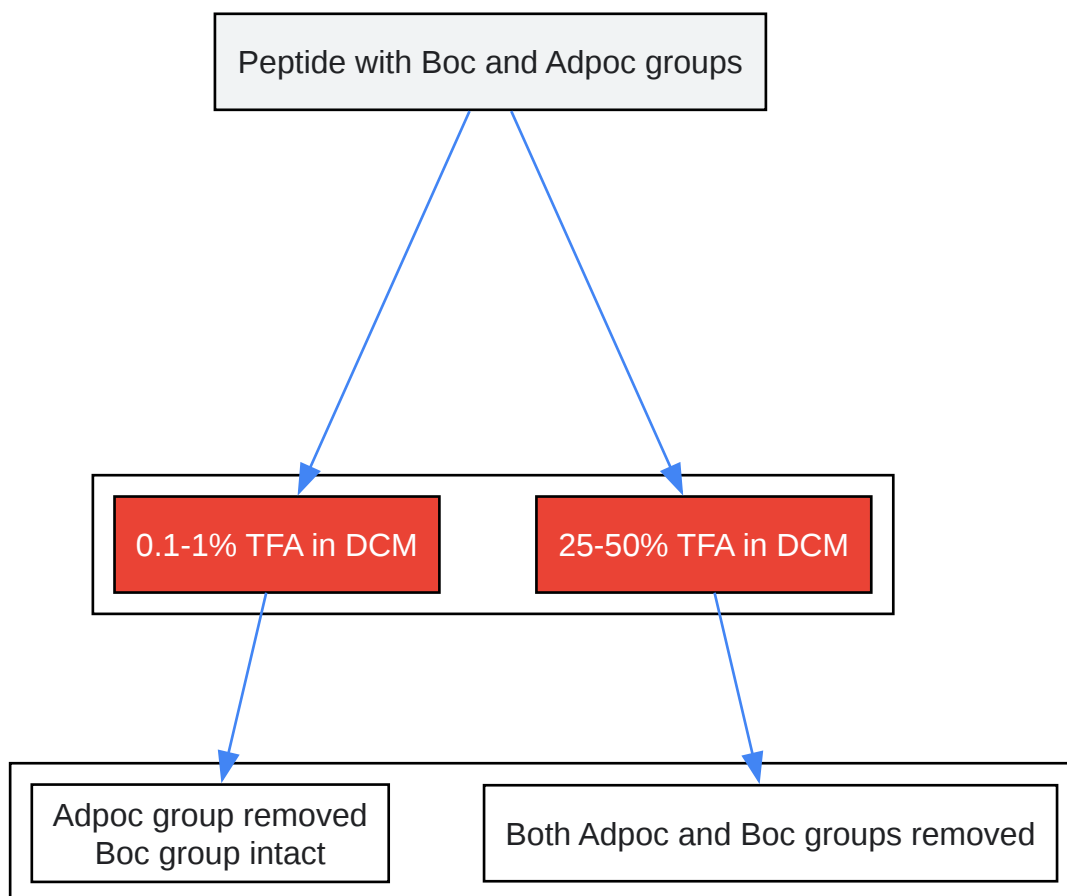 Peptide with Boc and Adpoc groups
0.1-1% TFA in DCM
25-50% TFA in DCM
Adpoc group removed
Boc group intact
Both Adpoc and Boc groups removed